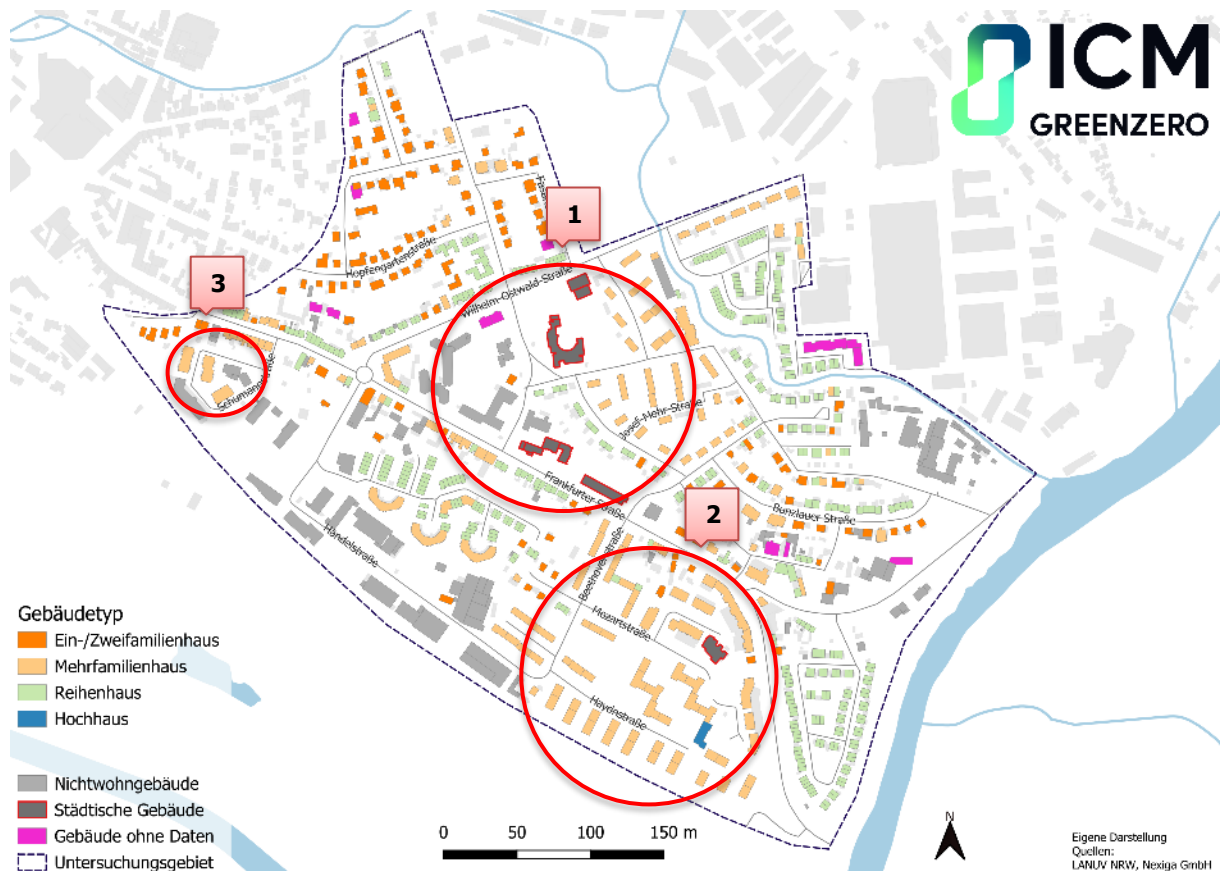 ICM
GREENZERO
1
Hopfengartenstraße
Wilhelm-Ostwald-Straße
3
Schumannstraße
Josef-Nehr-Straße
Frankfurter-Straße
2
Bunzlauer Straße
Händelstraße
Beethovenstraße
Mozartstraße
Haydnstraße
Gebäudetyp
Ein-/Zweifamilienhaus
Mehrfamilienhaus
Reihenhaus
Hochhaus
Nichtwohngebäude
Städtische Gebäude
Gebäude ohne Daten
Untersuchungsgebiet
0 50 100 150 m
N
Eigene Darstellung
Quellen:
LANUV NRW, Nexiga GmbH